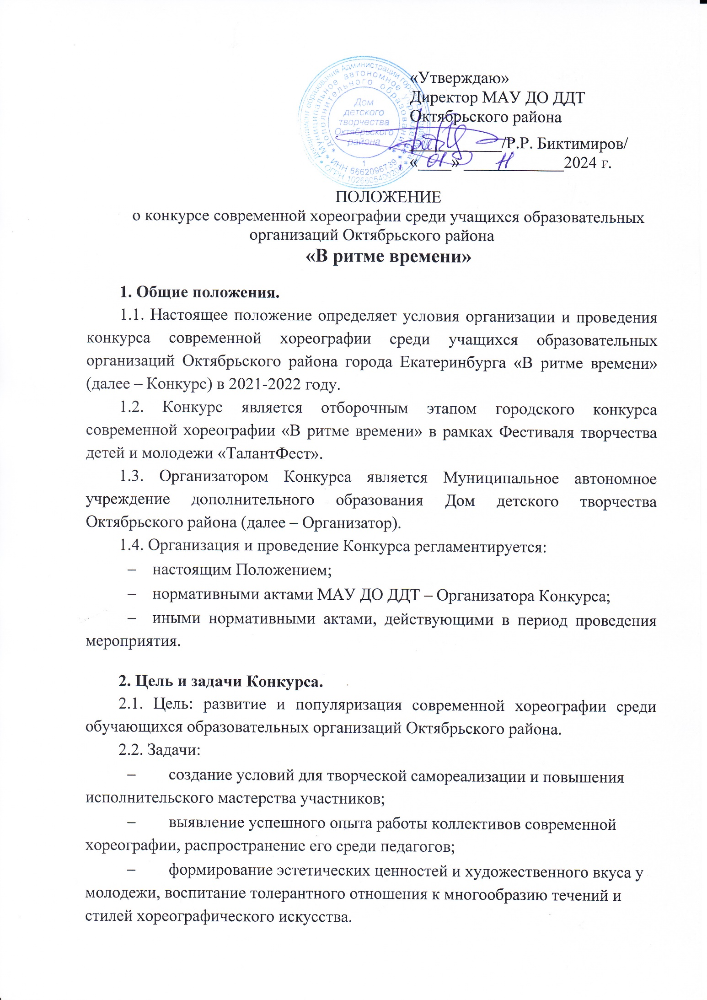 «Утверждаю»
Директор МАУ ДО ДДТ
Октябрьского района
/Р.Р. Биктимиров/
«01» 11 2024 г.
Дом
детского
творчества
Октябрьского
района
1
Муниципальное автономное учреждение
дополнительного образования
ИНН 6662096739
ПОЛОЖЕНИЕ
о конкурсе современной хореографии среди учащихся образовательных
организаций Октябрьского района
«В ритме времени»
1. Общие положения.
1.1. Настоящее положение определяет условия организации и проведения
конкурса современной хореографии среди учащихся образовательных
организаций Октябрьского района города Екатеринбурга «В ритме времени»
(далее – Конкурс) в 2021-2022 году.
1.2. Конкурс является отборочным этапом городского конкурса
современной хореографии «В ритме времени» в рамках Фестиваля творчества
детей и молодежи «ТалантФест».
1.3. Организатором Конкурса является Муниципальное автономное
учреждение дополнительного образования Дом детского творчества
Октябрьского района (далее – Организатор).
1.4. Организация и проведение Конкурса регламентируется:
– настоящим Положением;
– нормативными актами МАУ ДО ДДТ – Организатора Конкурса;
– иными нормативными актами, действующими в период проведения
мероприятия.
2. Цель и задачи Конкурса.
2.1. Цель: развитие и популяризация современной хореографии среди
обучающихся образовательных организаций Октябрьского района.
2.2. Задачи:
– создание условий для творческой самореализации и повышения
исполнительского мастерства участников;
– выявление успешного опыта работы коллективов современной
хореографии, распространение его среди педагогов;
– формирование эстетических ценностей и художественного вкуса у
молодежи, воспитание толерантного отношения к многообразию течений и
стилей хореографического искусства.